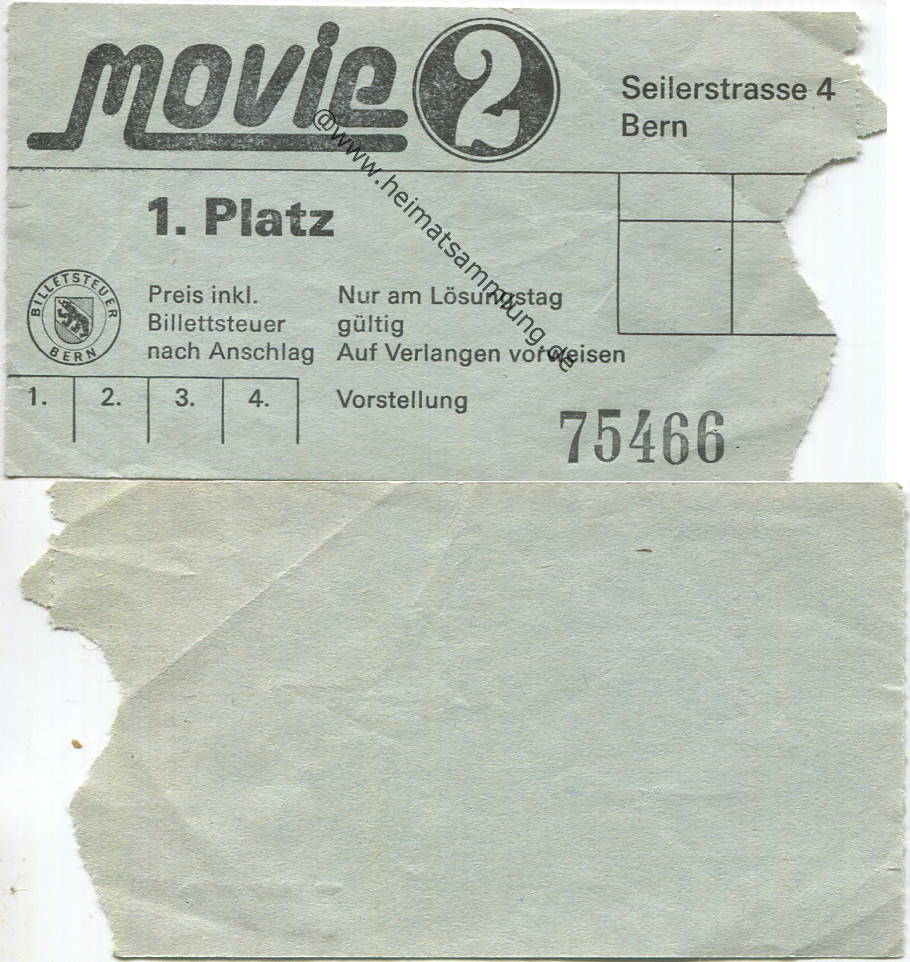 movie 2
Seilerstrasse 4
Bern
1. Platz
BILLETSTEUER
BERN
Preis inkl.
Billettsteuer
nach Anschlag
Nur am Lösungstag
gültig
Auf Verlangen vorweisen
1. 2. 3. 4. Vorstellung
75466
@www.heimatsammlung.de